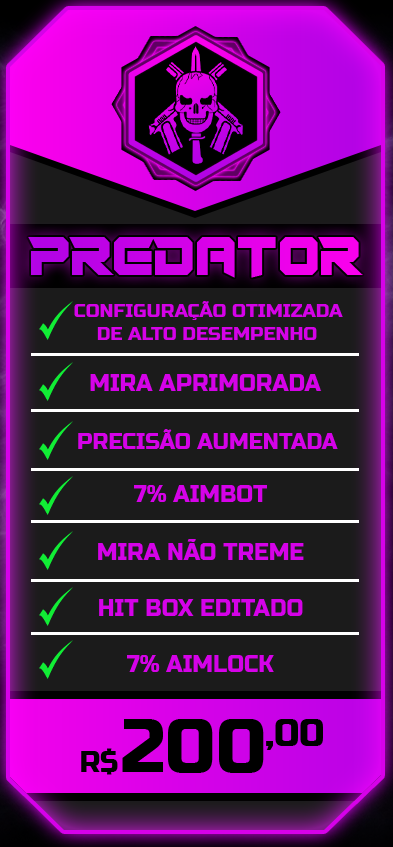 PREDATOR
CONFIGURAÇÃO OTIMIZADA
DE ALTO DESEMPENHO
MIRA APRIMORADA
PRECISÃO AUMENTADA
7% AIMBOT
MIRA NÃO TREME
HIT BOX EDITADO
7% AIMLOCK
R$200,00